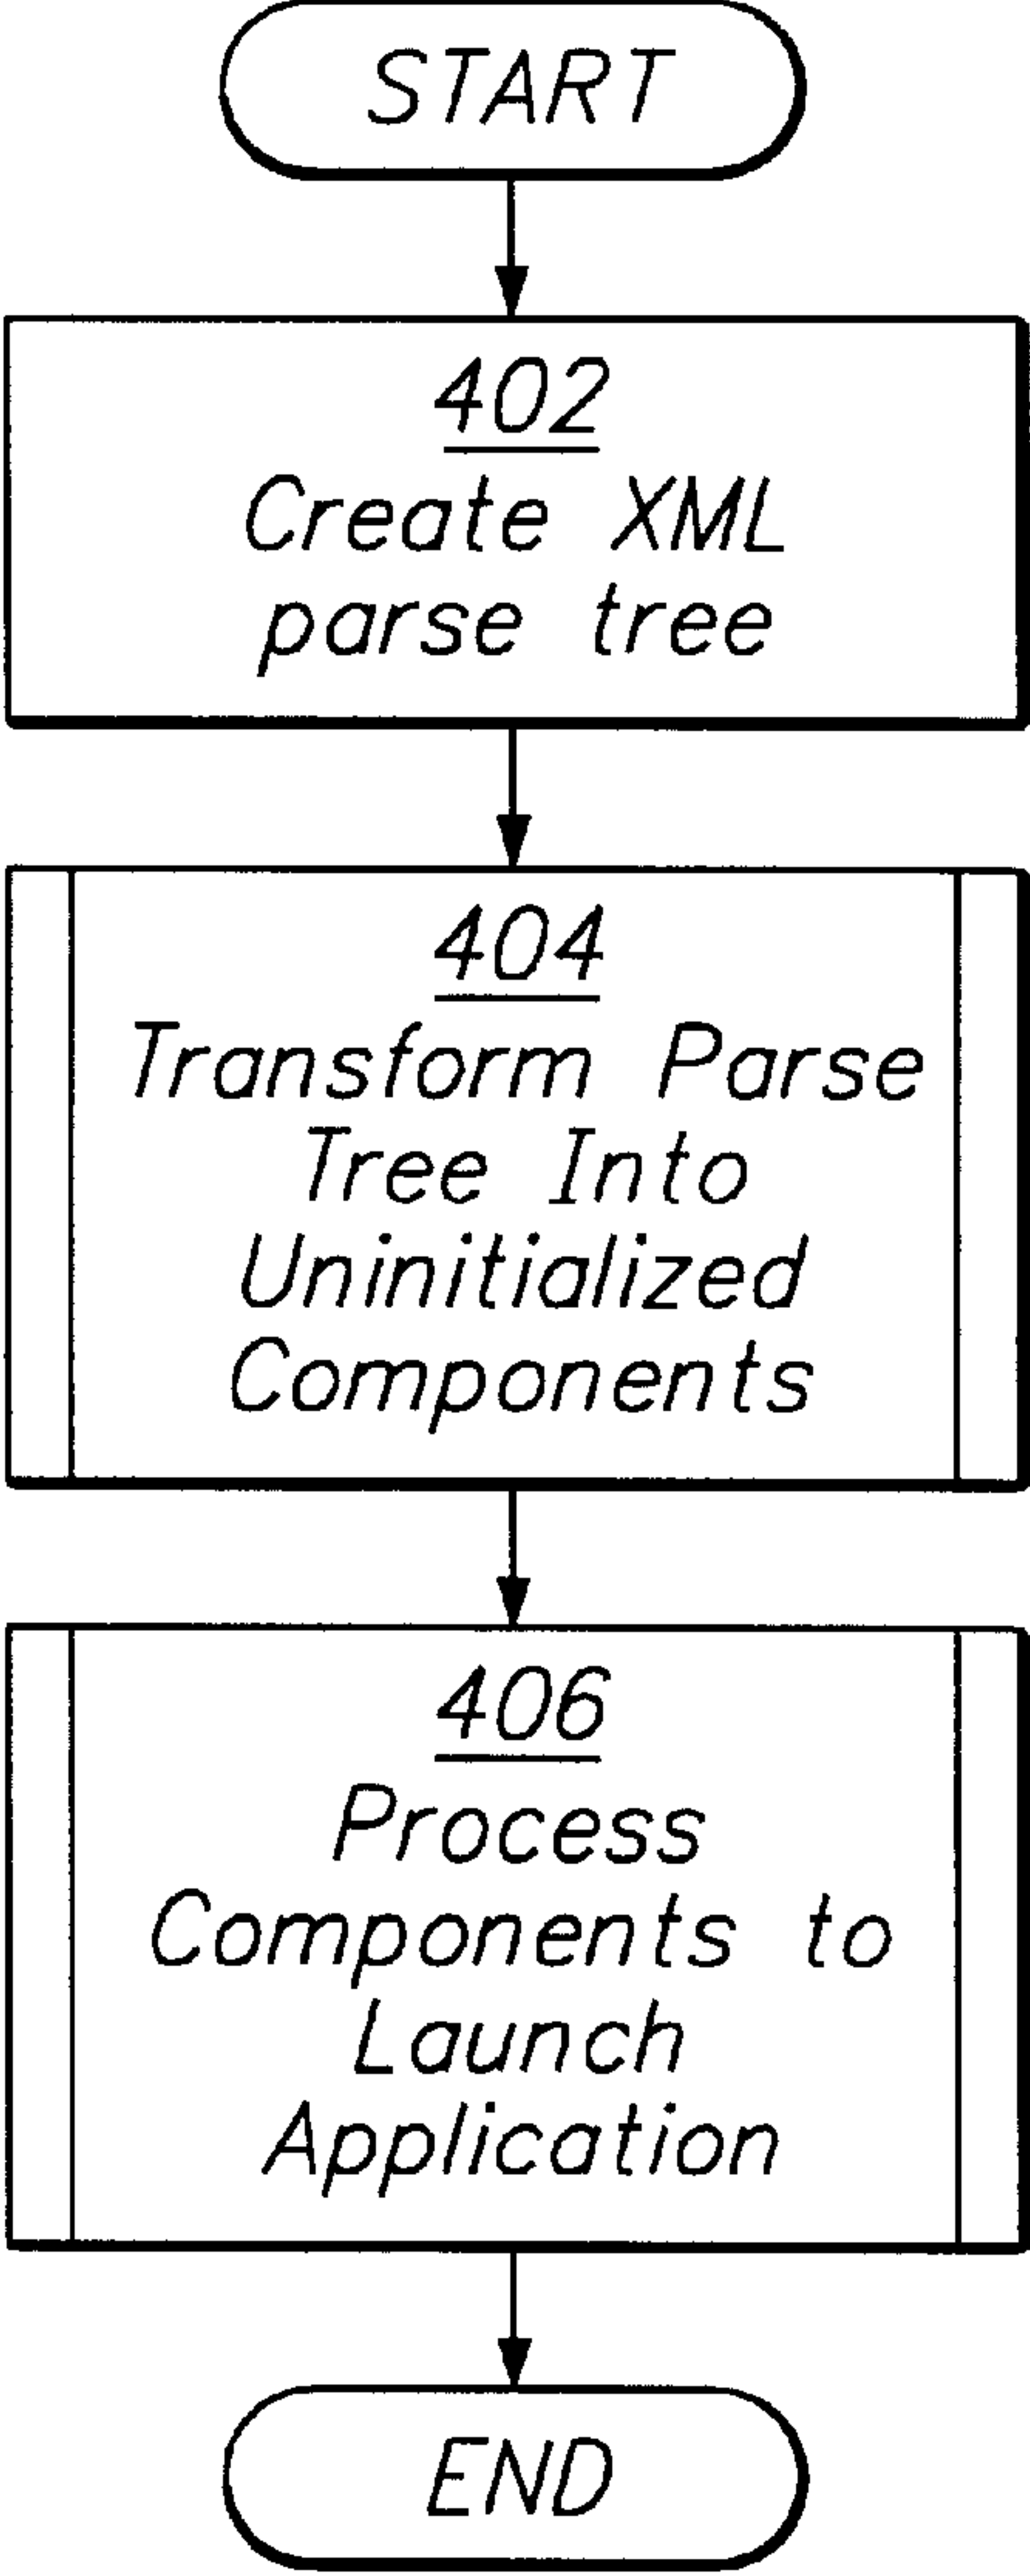 START
402
Create XML
parse tree
404
Transform Parse
Tree Into
Uninitialized
Components
406
Process
Components to
Launch
Application
END